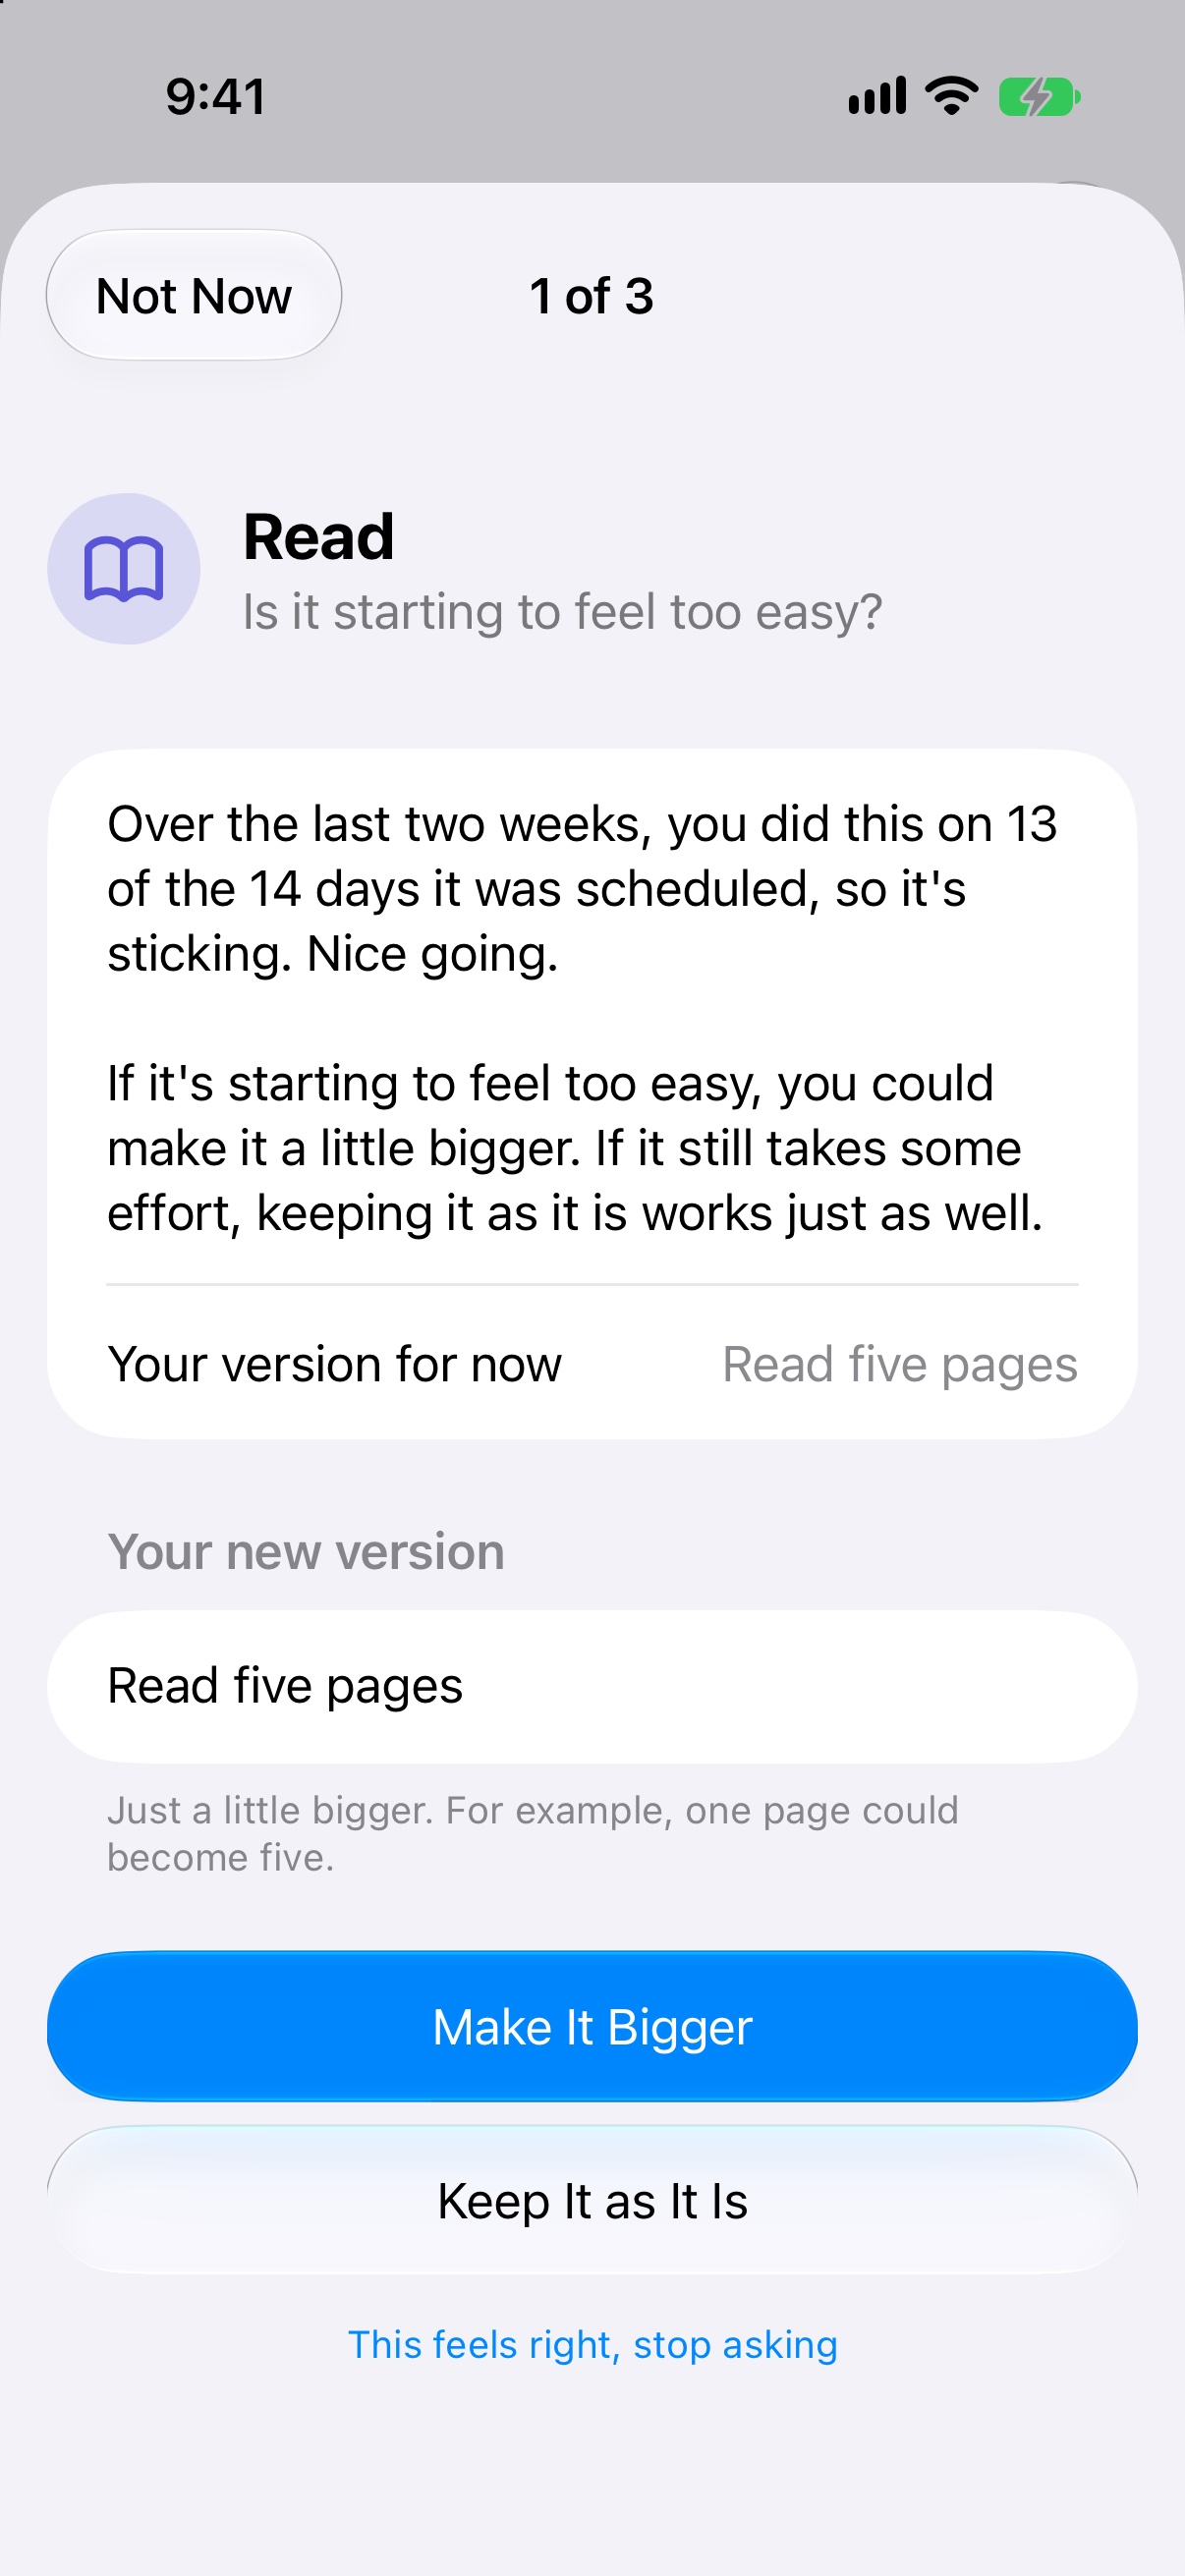 9:41
Not Now
1 of 3
Read
Is it starting to feel too easy?
Over the last two weeks, you did this on 13
of the 14 days it was scheduled, so it's
sticking. Nice going.
If it's starting to feel too easy, you could
make it a little bigger. If it still takes some
effort, keeping it as it is works just as well.
Your version for now Read five pages
Your new version
Read five pages
Just a little bigger. For example, one page could
become five.
Make It Bigger
Keep It as It Is
This feels right, stop asking